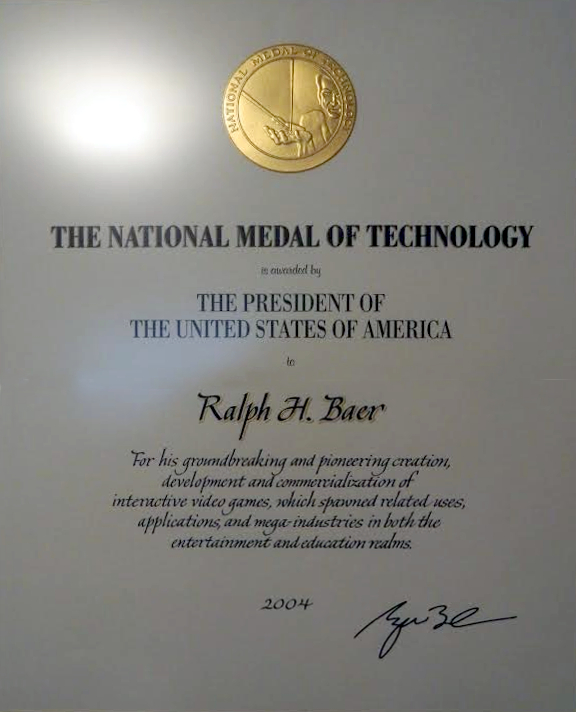 NATIONAL MEDAL OF TECHNOLOGY
THE NATIONAL MEDAL OF TECHNOLOGY
is awarded by
THE PRESIDENT OF
THE UNITED STATES OF AMERICA
to
Ralph H. Baer
For his groundbreaking and pioneering creation,
development and commercialization of
interactive video games, which spawned related uses,
applications, and mega-industries in both the
entertainment and education realms.
2004